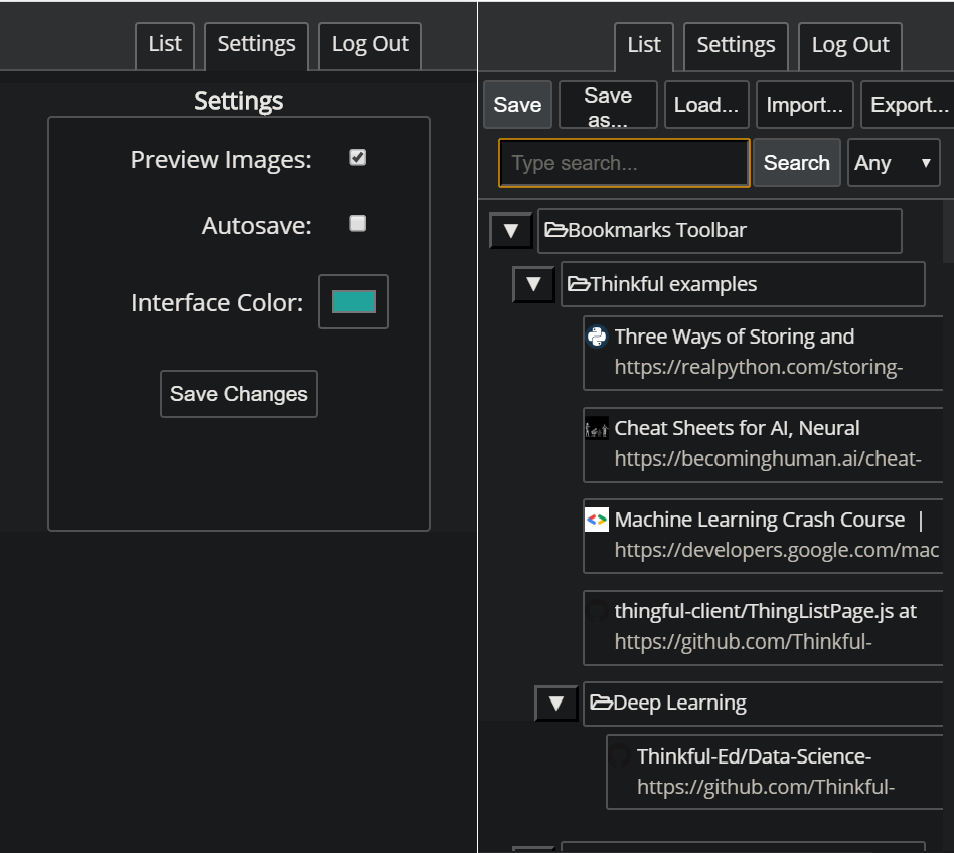 List Settings Log Out
Settings
Preview Images:
Autosave:
Interface Color:
Save Changes
List Settings Log Out
Save Save as... Load... Import... Export...
Type search... Search Any
Bookmarks Toolbar
Thinkful examples
Three Ways of Storing and
https://realpython.com/storing-
Cheat Sheets for AI, Neural
https://becominghuman.ai/cheat-
Machine Learning Crash Course |
https://developers.google.com/mac
thingful-client/ThingListPage.js at
https://github.com/Thinkful-
Deep Learning
Thinkful-Ed/Data-Science-
https://github.com/Thinkful-